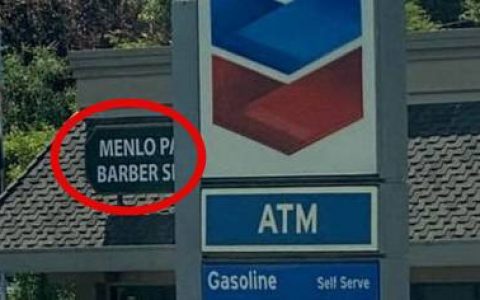 MENLO PA
BARBER S
ATM
Gasoline Self Serve